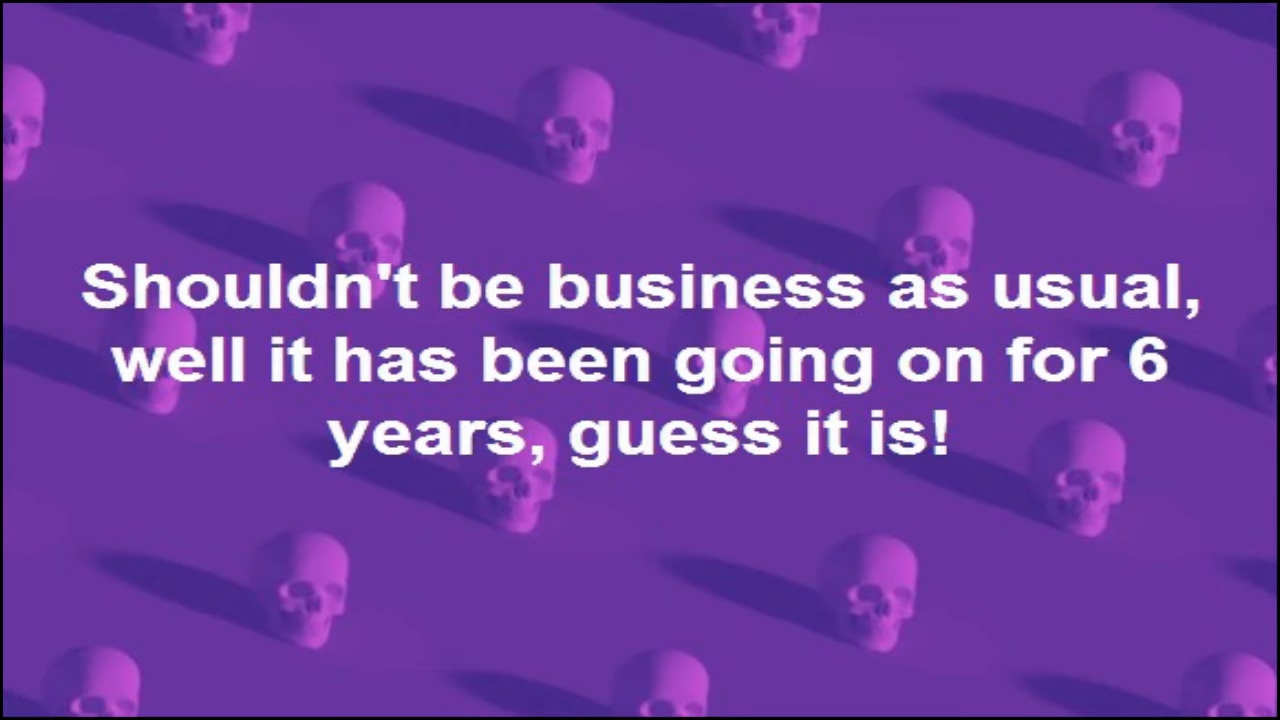 Shouldn't be business as usual,
well it has been going on for 6
years, guess it is!